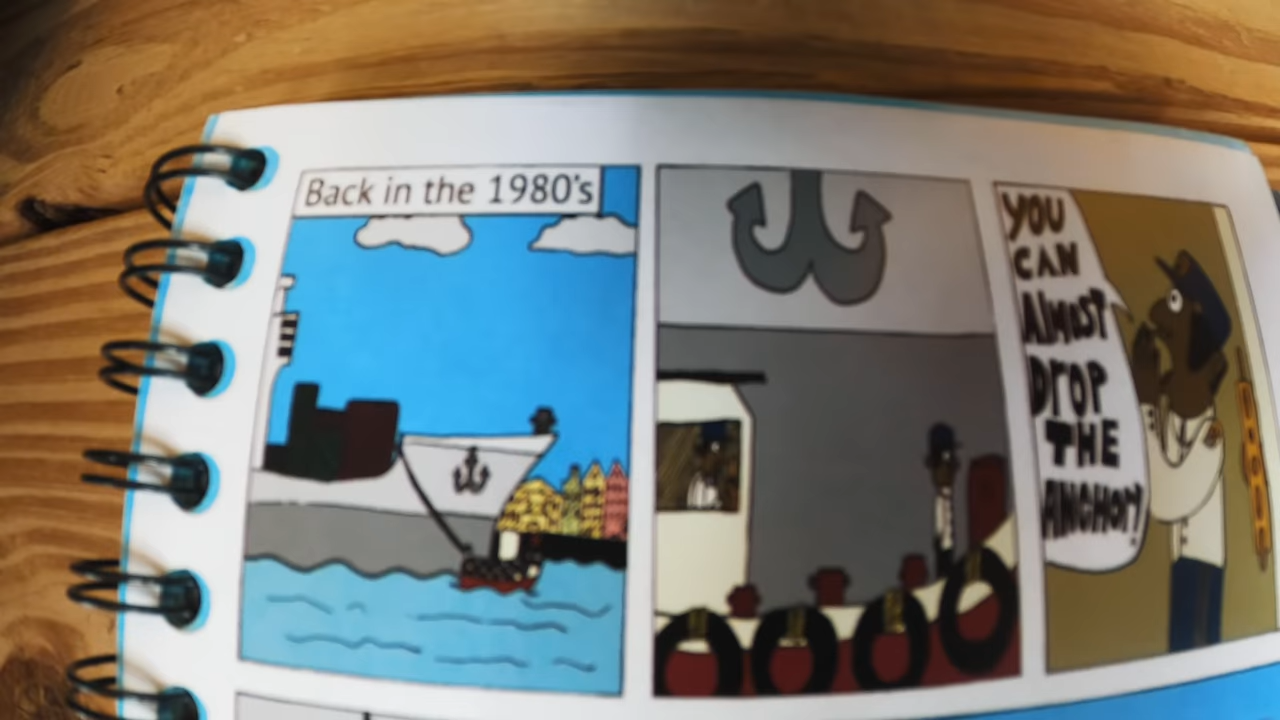 Back in the 1980's
YOU
CAN
ALMOST
DrOP
THE
ANCHOr!